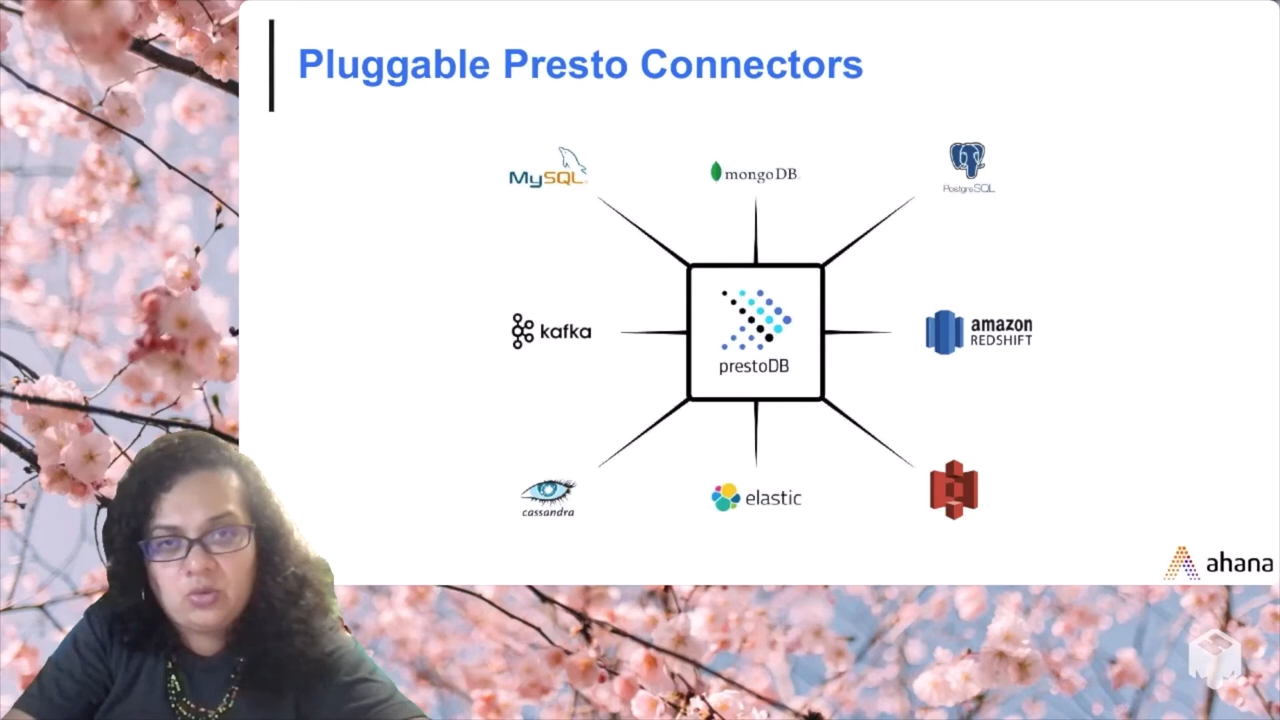 Pluggable Presto Connectors
MySQL
mongoDB
PostgreSQL
kafka
prestoDB
amazon
REDSHIFT
cassandra
elastic
ahana